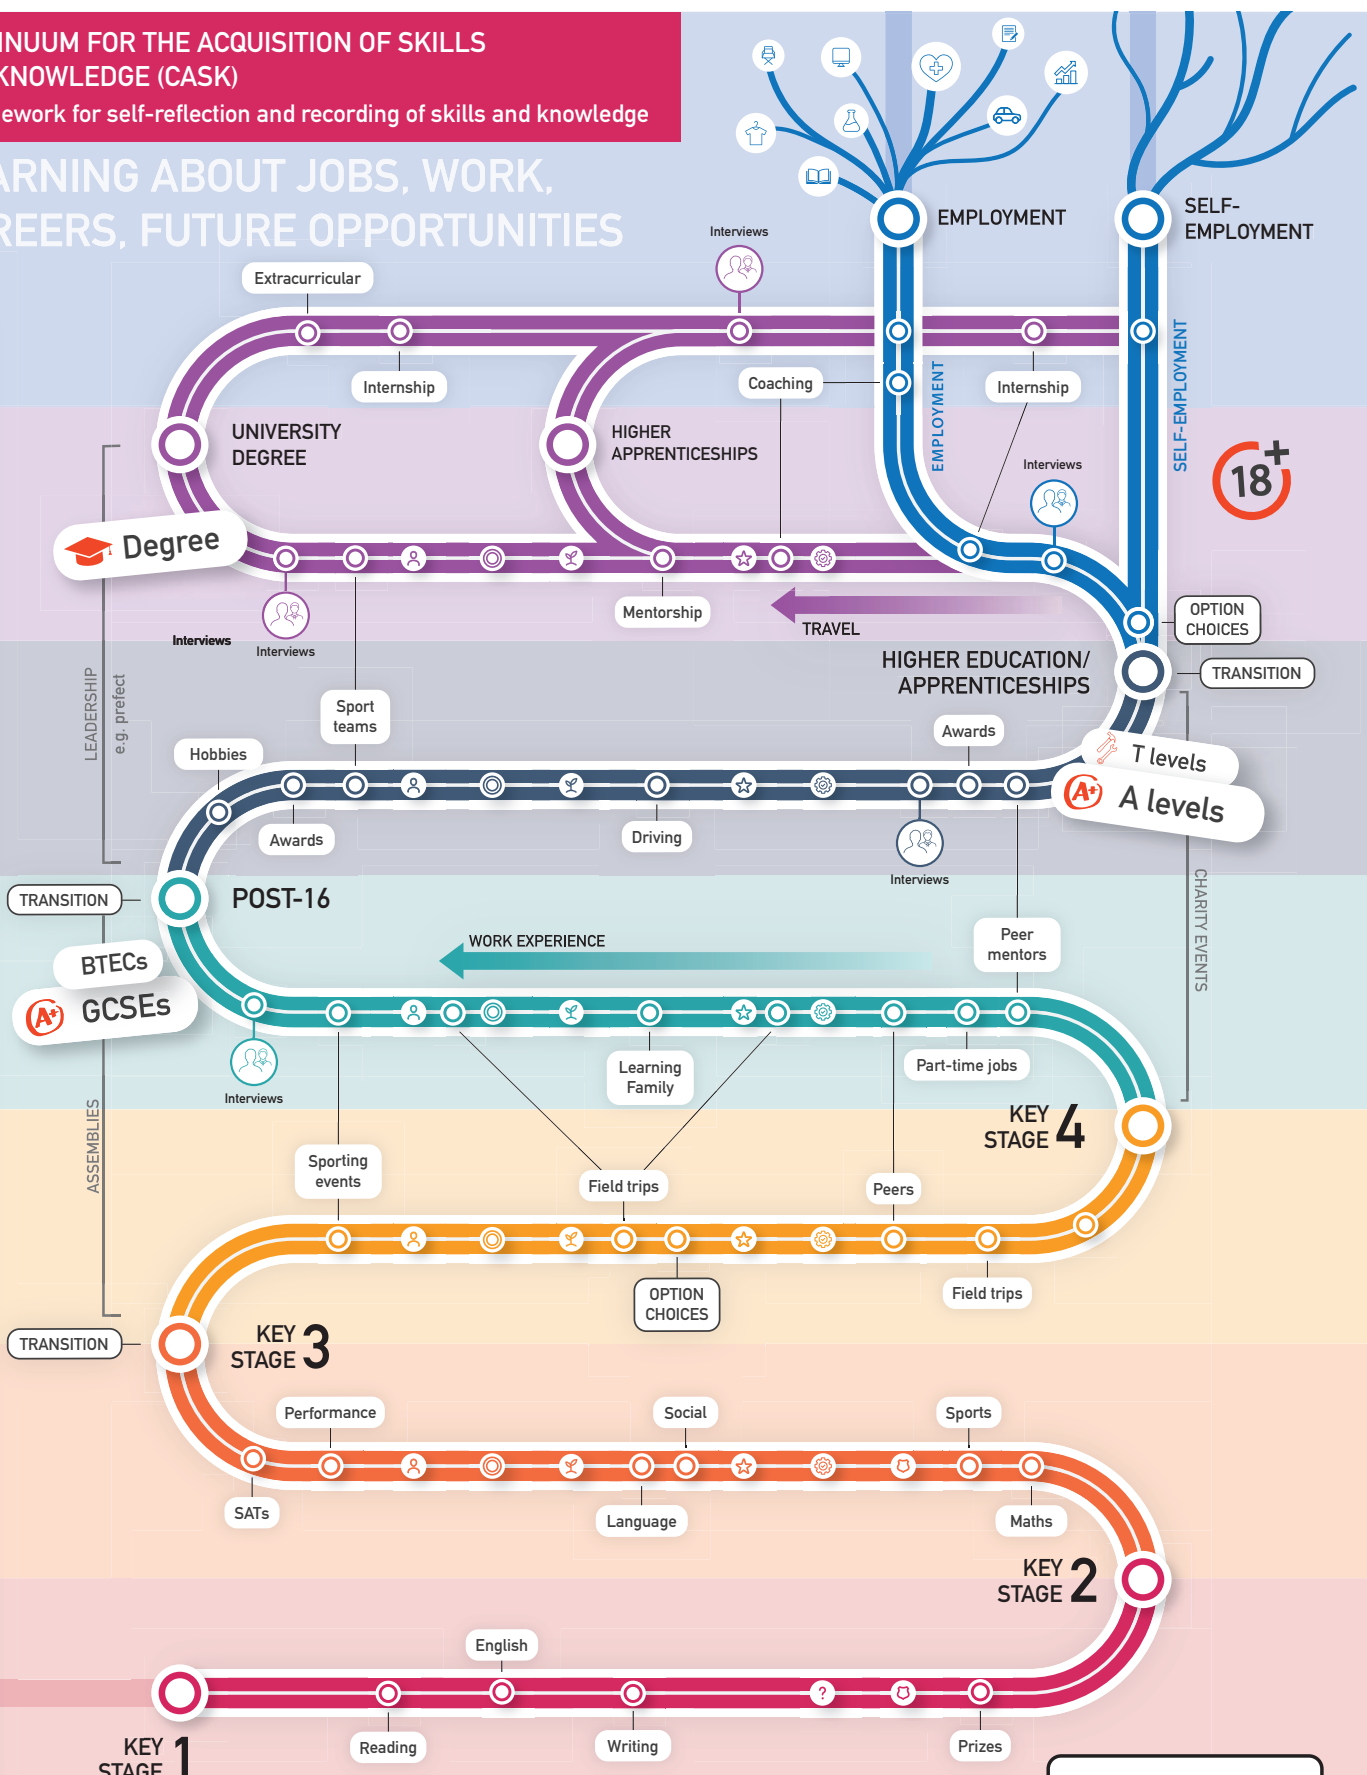 INUUM FOR THE ACQUISITION OF SKILLS
KNOWLEDGE (CASK)
ework for self-reflection and recording of skills and knowledge
ARNING ABOUT JOBS, WORK,
REERS, FUTURE OPPORTUNITIES
EMPLOYMENT
SELF-
EMPLOYMENT
Interviews
Extracurricular
Internship
Coaching
Internship
EMPLOYMENT
SELF-EMPLOYMENT
UNIVERSITY
DEGREE
HIGHER
APPRENTICESHIPS
Interviews
18+
Degree
Mentorship
TRAVEL
OPTION
CHOICES
Interviews
Interviews
HIGHER EDUCATION/
APPRENTICESHIPS
TRANSITION
LEADERSHIP
e.g. prefect
Sport
teams
Hobbies
Awards
T levels
A+
A levels
Awards
Driving
Interviews
CHARITY EVENTS
TRANSITION
POST-16
WORK EXPERIENCE
Peer
mentors
BTECs
A+
GCSEs
Interviews
Learning
Family
Part-time jobs
ASSEMBLIES
KEY
STAGE 4
Sporting
events
Field trips
Peers
OPTION
CHOICES
Field trips
TRANSITION
KEY
STAGE 3
Performance
Social
Sports
SATs
Language
Maths
KEY
STAGE 2
English
?
Reading
Writing
Prizes
KEY
STAGE 1